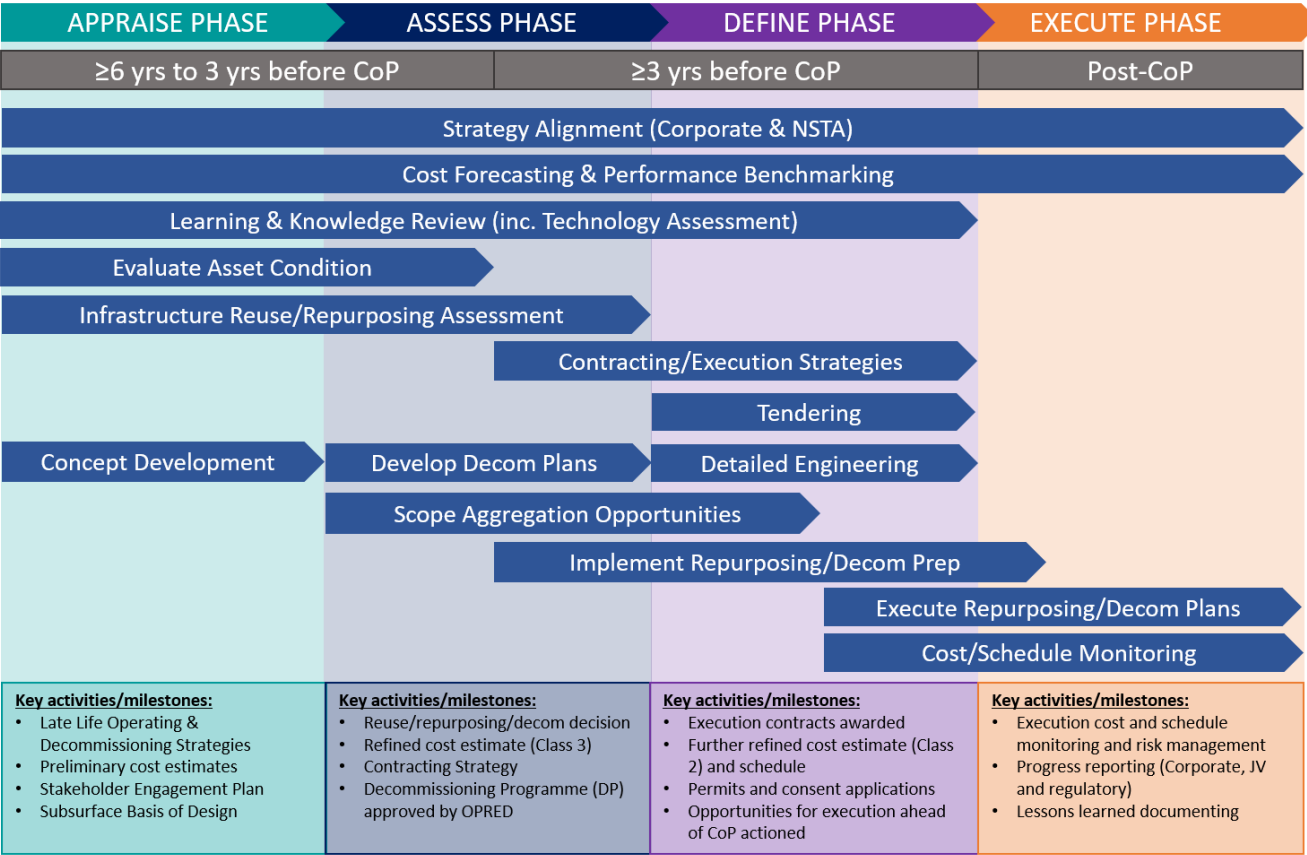 APPRAISE PHASE
ASSESS PHASE
DEFINE PHASE
EXECUTE PHASE
≥6 yrs to 3 yrs before CoP
≥3 yrs before CoP
Post-CoP
Strategy Alignment (Corporate & NSTA)
Cost Forecasting & Performance Benchmarking
Learning & Knowledge Review (inc. Technology Assessment)
Evaluate Asset Condition
Infrastructure Reuse/Repurposing Assessment
Contracting/Execution Strategies
Tendering
Concept Development
Develop Decom Plans
Detailed Engineering
Scope Aggregation Opportunities
Implement Repurposing/Decom Prep
Execute Repurposing/Decom Plans
Cost/Schedule Monitoring
Key activities/milestones:
• Late Life Operating &
Decommissioning Strategies
• Preliminary cost estimates
• Stakeholder Engagement Plan
• Subsurface Basis of Design
Key activities/milestones:
• Reuse/repurposing/decom decision
• Refined cost estimate (Class 3)
• Contracting Strategy
• Decommissioning Programme (DP)
approved by OPRED
Key activities/milestones:
• Execution contracts awarded
• Further refined cost estimate (Class
2) and schedule
• Permits and consent applications
• Opportunities for execution ahead
of CoP actioned
Key activities/milestones:
• Execution cost and schedule
monitoring and risk management
• Progress reporting (Corporate, JV
and regulatory)
• Lessons learned documenting